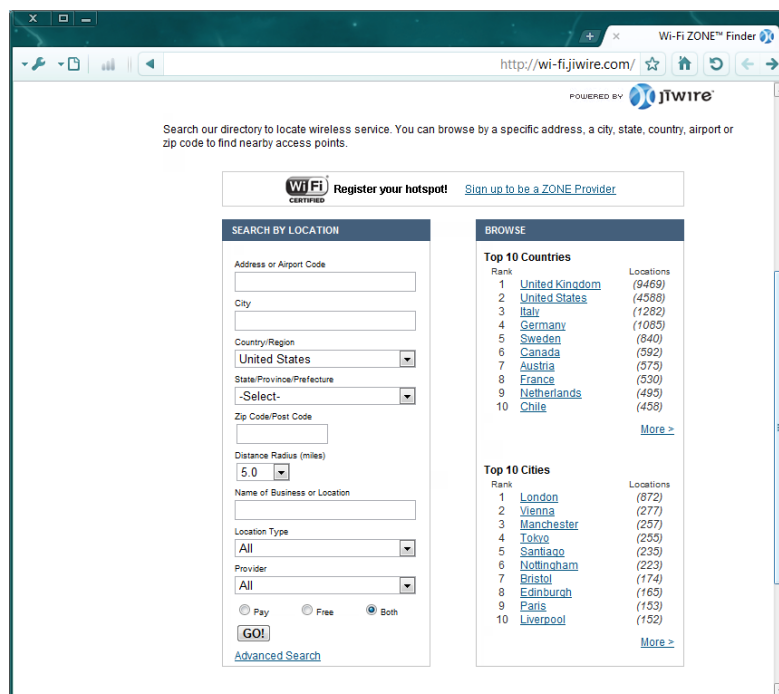 Wi-Fi ZONE™ Finder
http://wi-fi.jiwire.com/
POWERED BY JiWire
Search our directory to locate wireless service. You can browse by a specific address, a city, state, country, airport or
zip code to find nearby access points.
Wi Fi CERTIFIED Register your hotspot! Sign up to be a ZONE Provider
SEARCH BY LOCATION
Address or Airport Code
City
Country/Region
United States
State/Province/Prefecture
-Select-
Zip Code/Post Code
Distance Radius (miles)
5.0
Name of Business or Location
Location Type
All
Provider
All
Pay Free Both
GO!
Advanced Search
BROWSE
Top 10 Countries
Rank Locations
1 United Kingdom (9469)
2 United States (4588)
3 Italy (1282)
4 Germany (1085)
5 Sweden (840)
6 Canada (592)
7 Austria (575)
8 France (530)
9 Netherlands (495)
10 Chile (458)
More >
Top 10 Cities
Rank Locations
1 London (872)
2 Vienna (277)
3 Manchester (257)
4 Tokyo (255)
5 Santiago (235)
6 Nottingham (223)
7 Bristol (174)
8 Edinburgh (165)
9 Paris (153)
10 Liverpool (152)
More >